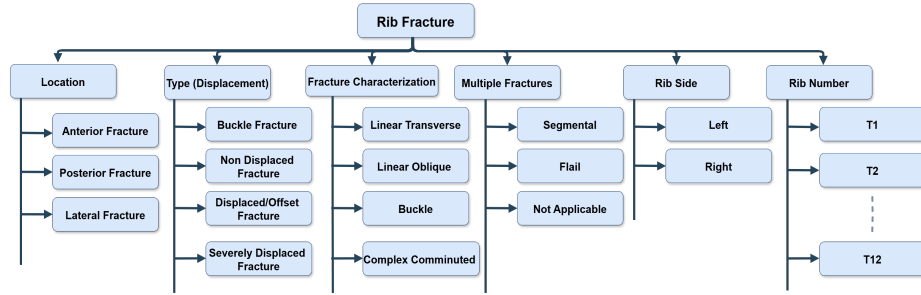 Rib Fracture
Location
Type (Displacement)
Fracture Characterization
Multiple Fractures
Rib Side
Rib Number
Anterior Fracture
Posterior Fracture
Lateral Fracture
Buckle Fracture
Non Displaced
Fracture
Displaced/Offset
Fracture
Severely Displaced
Fracture
Linear Transverse
Linear Oblique
Buckle
Complex Comminuted
Segmental
Flail
Not Applicable
Left
Right
T1
T2
T12